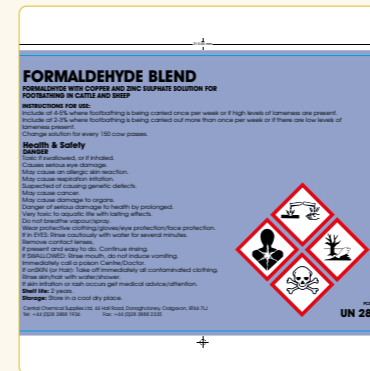 FORMALDEHYDE BLEND
FORMALDEHYDE WITH COPPER AND ZINC SULPHATE SOLUTION FOR
FOOTBATHING IN CATTLE AND SHEEP
INSTRUCTIONS FOR USE:
Include at 4-5% where footbathing is being carried once per week or if high levels of lameness are present.
Include at 2-3% where footbathing is being carried out more than once per week or if there are low levels of
lameness present.
Change solution for every 150 cow passes.
Health & Safety
DANGER
Toxic if swallowed, or if inhaled.
Causes serious eye damage.
May cause an allergic skin reaction.
May cause respiration irritation.
Suspected of causing genetic defects.
May cause cancer.
May cause damage to organs.
Danger of serious damage to health by prolonged.
Very toxic to aquatic life with lasting effects.
Do not breathe vapour/spray.
Wear protective clothing/gloves/eye protection/face protection.
If in EYES: Rinse cautiously with water for several minutes.
Remove contact lenses,
if present and easy to do. Continue rinsing.
If SWALLOWED: Rinse mouth, do not induce vomiting.
Immediately call a poison Centre/Doctor.
If onSKIN (or Hair): Take off immediately all contaminated clothing.
Rinse skin/hair with water/shower.
If skin irritation or rash occurs get medical advice/attention.
Shelf life: 2 years.
Storage: Store in a cool dry place.
Central Chemical Supplies Ltd, 66 Hall Road, Donagholoney, Craigavon,
UN 28